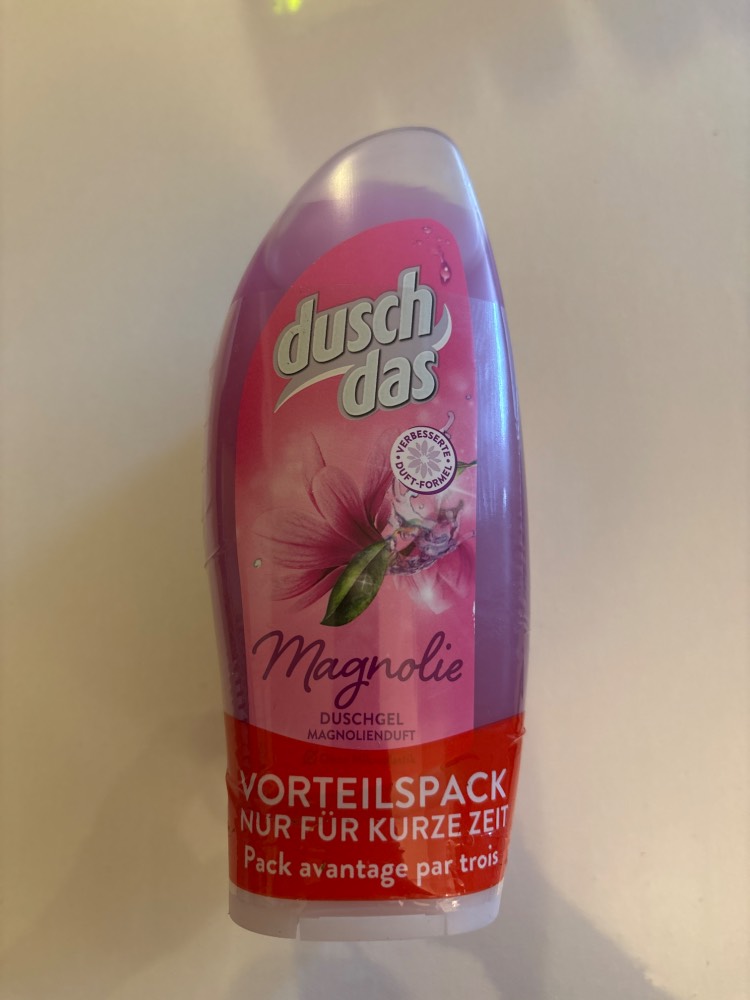 dusch
das
VERBESSERTE
DUFT-FORMEL
Magnolie
DUSCHGEL
MAGNOLIENDUFT
VORTEILSPACK
NUR FÜR KURZE ZEIT
Pack avantage par trois